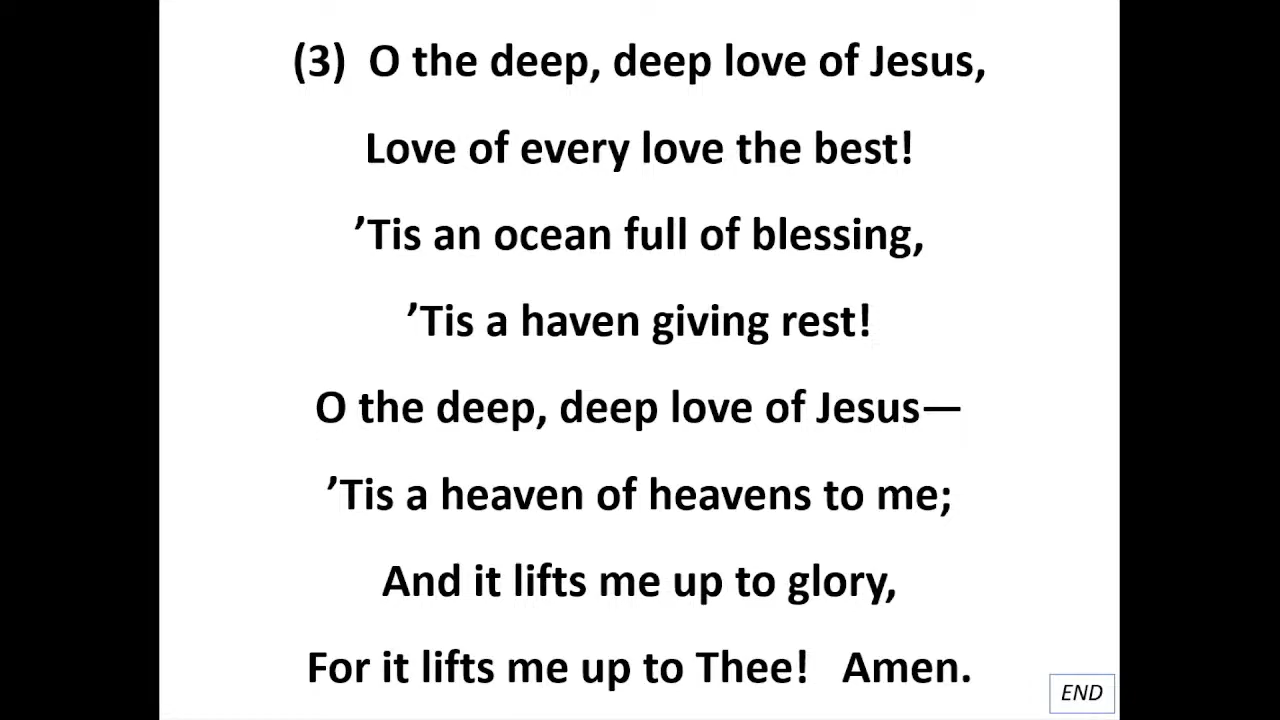 (3) O the deep, deep love of Jesus,
Love of every love the best!
’Tis an ocean full of blessing,
’Tis a haven giving rest!
O the deep, deep love of Jesus—
’Tis a heaven of heavens to me;
And it lifts me up to glory,
For it lifts me up to Thee! Amen.
END